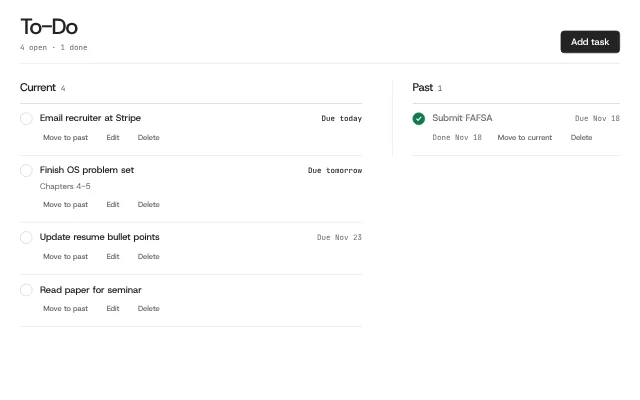 To-Do
4 open · 1 done
Add task
Current 4
Email recruiter at Stripe Due today
Move to past Edit Delete
Finish OS problem set Due tomorrow
Chapters 4–5
Move to past Edit Delete
Update resume bullet points Due Nov 23
Move to past Edit Delete
Read paper for seminar
Move to past Edit Delete
Past 1
Submit FAFSA Due Nov 18
Done Nov 18 Move to current Delete